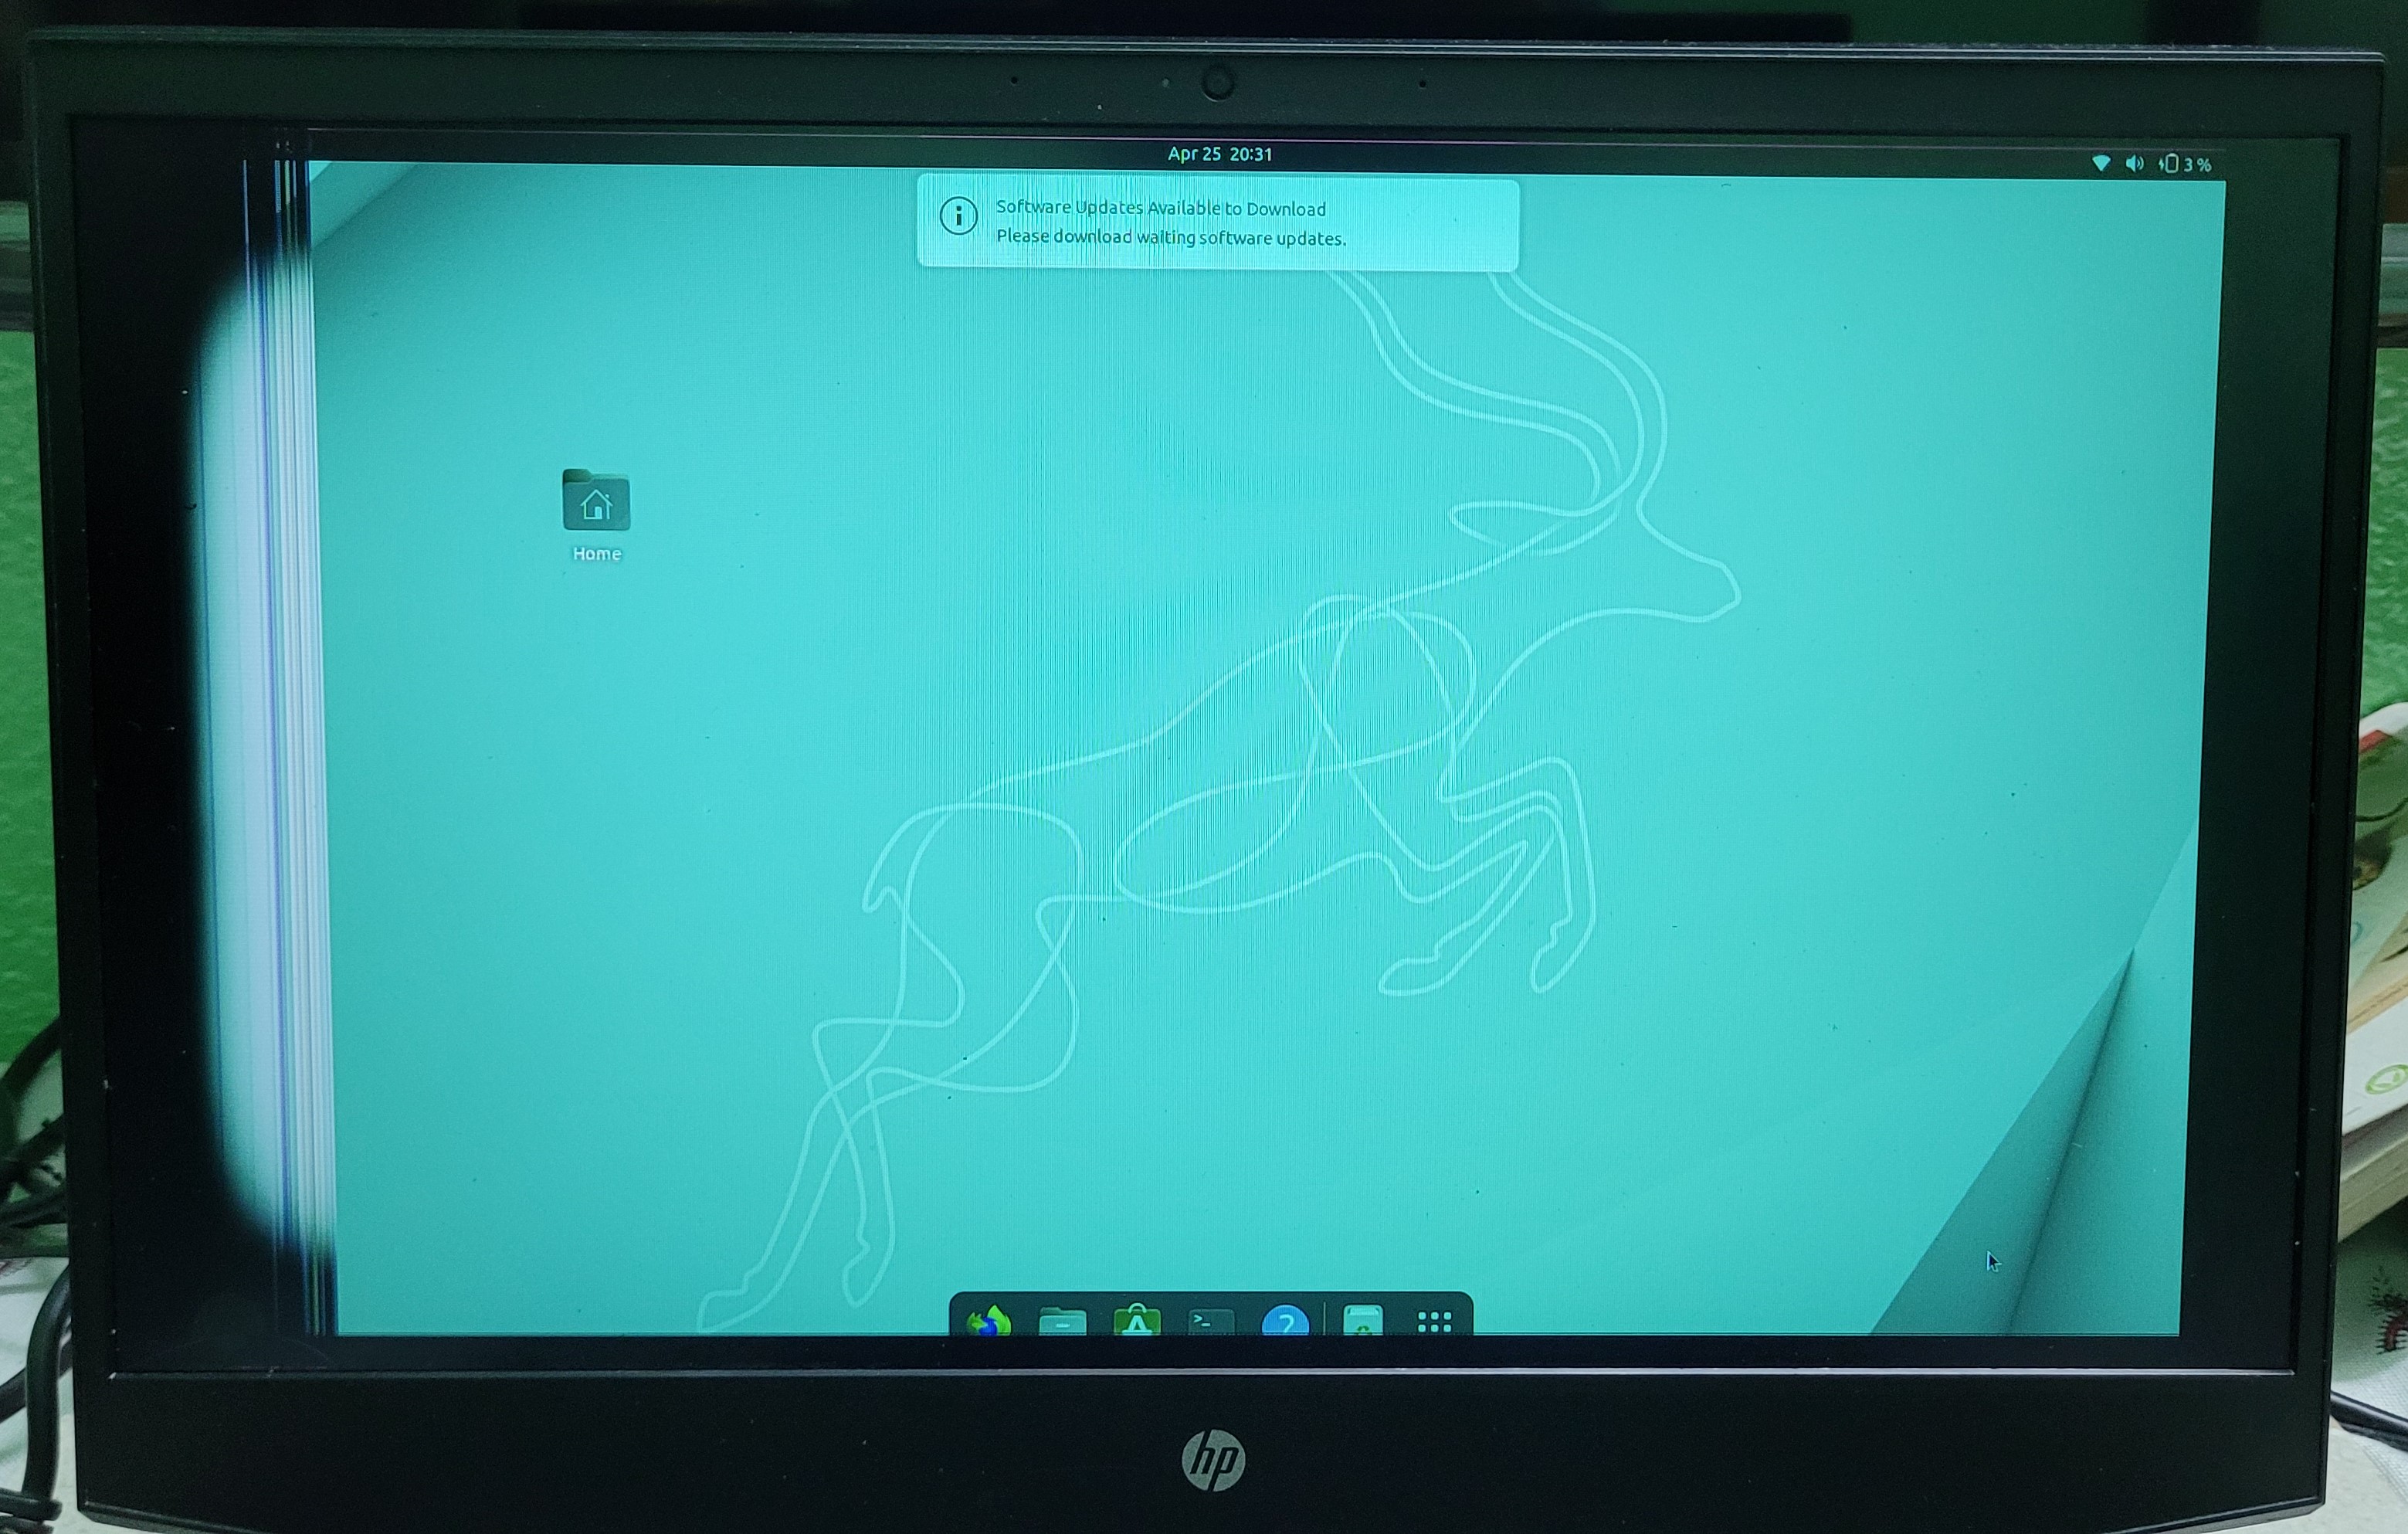 Apr 25 20:31
3 %
Software Updates Available to Download
Please download waiting software updates.
Home
>_
?
hp